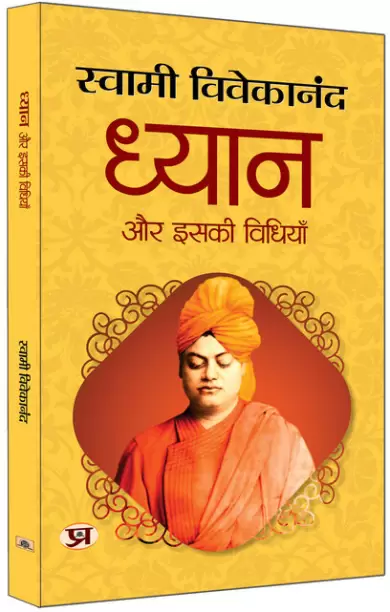 स्वामी विवेकानंद
ध्यान
और इसकी विधियाँ
प्र
ध्यान और इसकी विधियाँ
स्वामी विवेकानंद